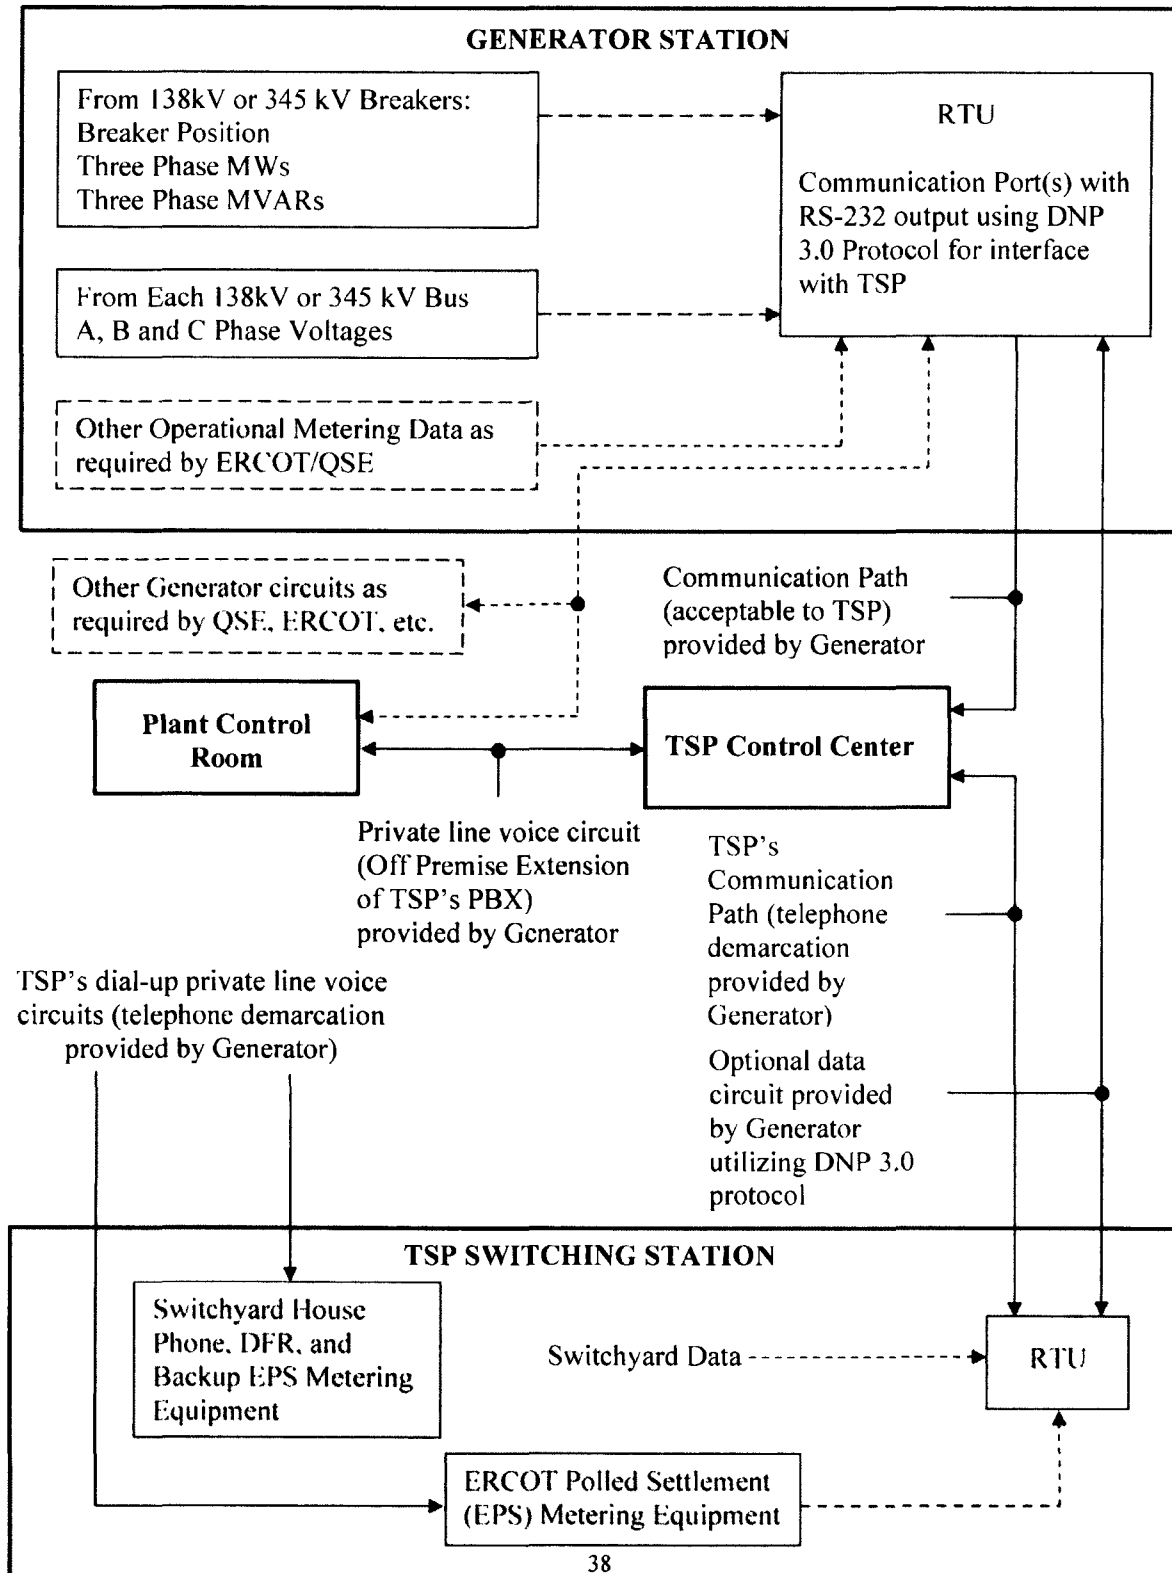 GENERATOR STATION
From 138kV or 345 kV Breakers:
Breaker Position
Three Phase MWs
Three Phase MVARs
RTU
Communication Port(s) with
RS-232 output using DNP
3.0 Protocol for interface
with TSP
From Each 138kV or 345 kV Bus
A, B and C Phase Voltages
Other Operational Metering Data as
required by ERCOT/QSE
Other Generator circuits as
required by QSE, ERCOT, etc.
Communication Path
(acceptable to TSP)
provided by Generator
Plant Control
Room
TSP Control Center
Private line voice circuit
(Off Premise Extension
of TSP's PBX)
provided by Generator
TSP's
Communication
Path (telephone
demarcation
provided by
Generator)
TSP's dial-up private line voice
circuits (telephone demarcation
provided by Generator)
Optional data
circuit provided
by Generator
utilizing DNP 3.0
protocol
TSP SWITCHING STATION
Switchyard House
Phone, DFR, and
Backup EPS Metering
Equipment
Switchyard Data
RTU
ERCOT Polled Settlement
(EPS) Metering Equipment
38